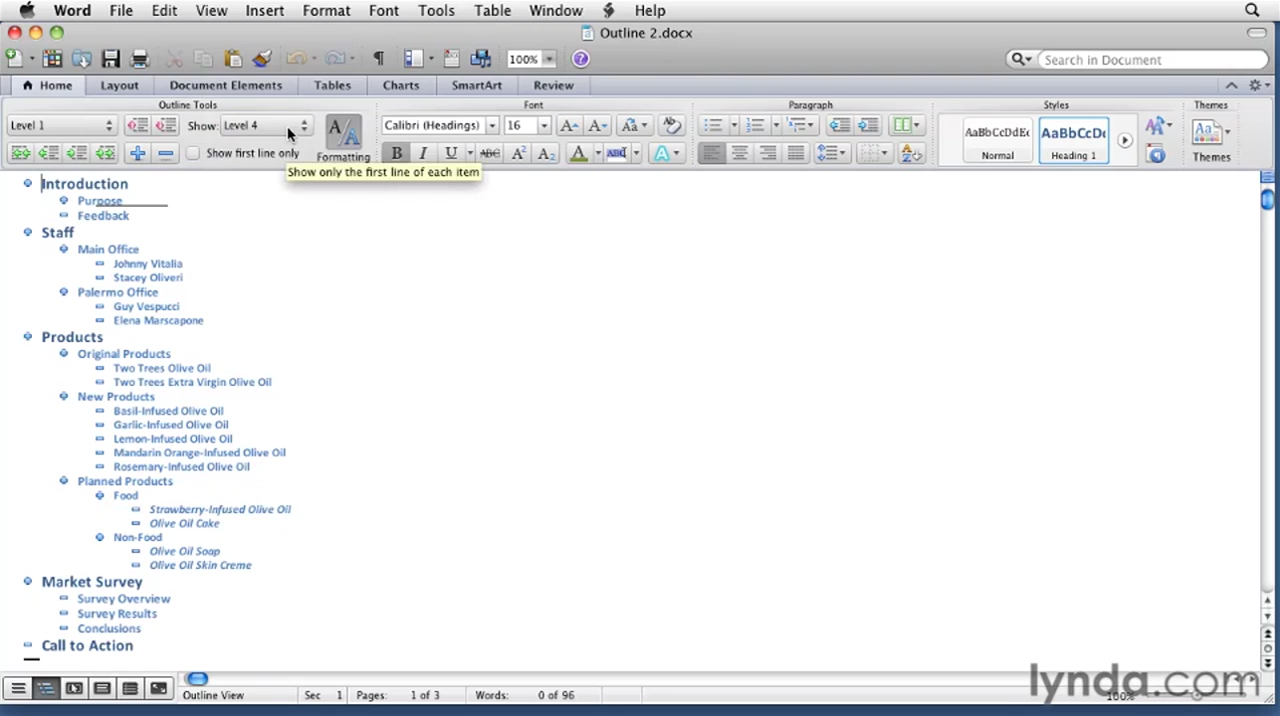 Word File Edit View Insert Format Font Tools Table Window Help
Outline 2.docx
100% Search in Document
Home Layout Document Elements Tables Charts SmartArt Review
Outline Tools Font Paragraph Styles Themes
Level 1 Show: Level 4 Calibri (Headings) 16 Aa AaBbCcDdEe AaBbCcDc Aa
Show first line only Formatting B I U ABC A² A₂ Normal Heading 1 Themes
Show only the first line of each item
Introduction
Purpose
Feedback
Staff
Main Office
Johnny Vitalia
Stacey Oliveri
Palermo Office
Guy Vespucci
Elena Marscapone
Products
Original Products
Two Trees Olive Oil
Two Trees Extra Virgin Olive Oil
New Products
Basil-Infused Olive Oil
Garlic-Infused Olive Oil
Lemon-Infused Olive Oil
Mandarin Orange-Infused Olive Oil
Rosemary-Infused Olive Oil
Planned Products
Food
Strawberry-Infused Olive Oil
Olive Oil Cake
Non-Food
Olive Oil Soap
Olive Oil Skin Creme
Market Survey
Survey Overview
Survey Results
Conclusions
Call to Action
lynda.com
Outline View Sec 1 Pages: 1 of 3 Words: 0 of 96 100%